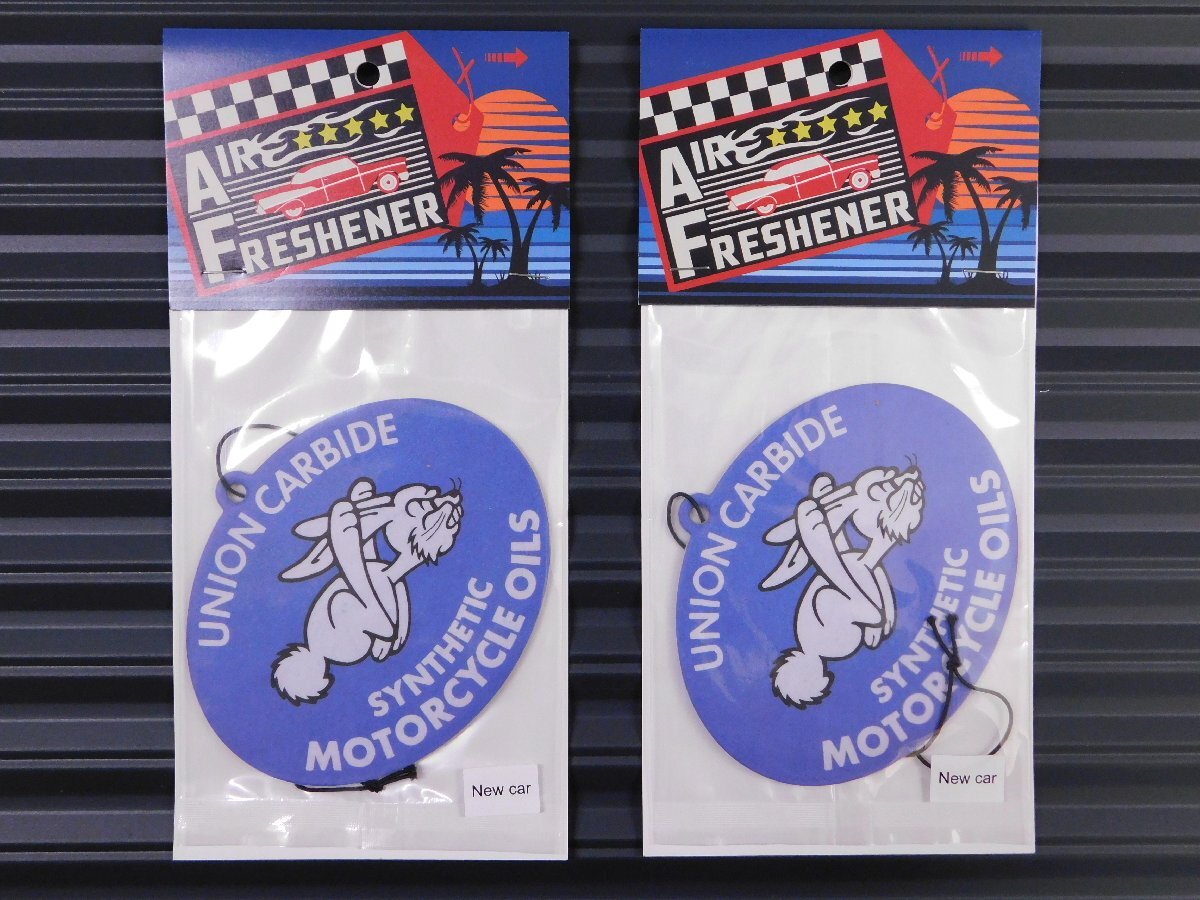 AIR
FRESHENER
UNION CARBIDE
SYNTHETIC
MOTORCYCLE OILS
New car
AIR
FRESHENER
UNION CARBIDE
SYNTHETIC
MOTORCYCLE OILS
New car